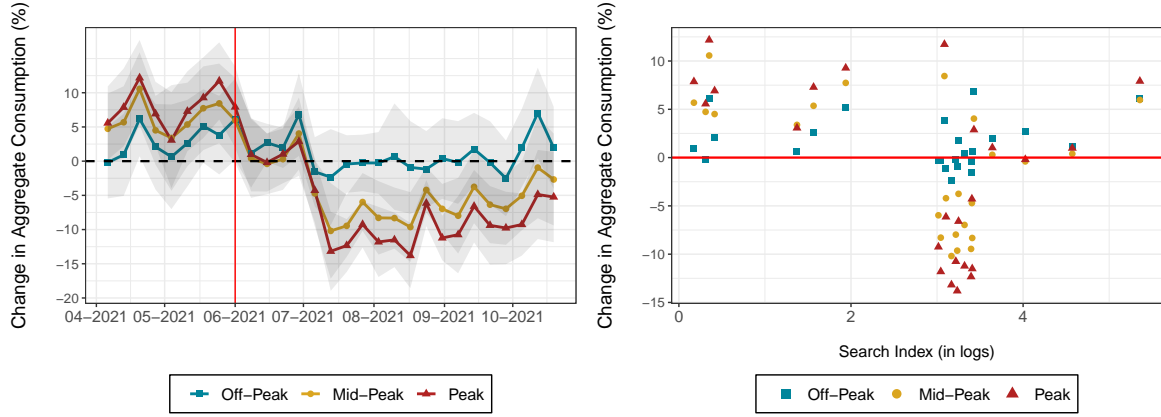 Change in Aggregate Consumption (%)
10
5
0
−5
−10
−15
−20
04−2021 05−2021 06−2021 07−2021 08−2021 09−2021 10−2021
Off−Peak Mid−Peak Peak
Change in Aggregate Consumption (%)
10
5
0
−5
−10
−15
0 2 4
Search Index (in logs)
Off−Peak Mid−Peak Peak